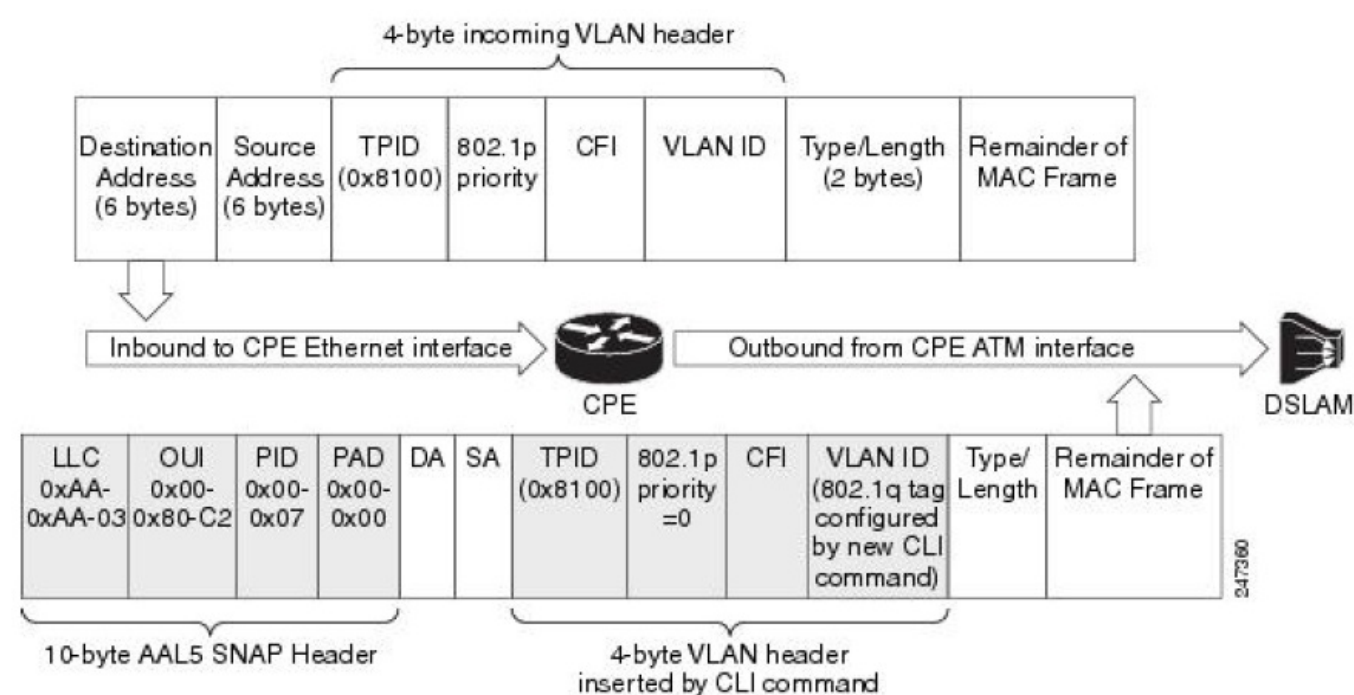 4-byte incoming VLAN header
Destination
Address
(6 bytes)
Source
Address
(6 bytes)
TPID
(0x8100)
802.1p
priority
CFI
VLAN ID
Type/Length
(2 bytes)
Remainder of
MAC Frame
Inbound to CPE Ethernet interface
CPE
Outbound from CPE ATM interface
DSLAM
LLC
0xAA-
0xAA-03
OUI
0x00-
0x80-C2
PID
0x00-
0x07
PAD
0x00-
0x00
DA
SA
TPID
(0x8100)
802.1p
priority
=0
CFI
VLAN ID
(802.1q tag
configured
by new CLI
command)
Type/
Length
Remainder of
MAC Frame
247360
10-byte AAL5 SNAP Header
4-byte VLAN header
inserted by CLI command